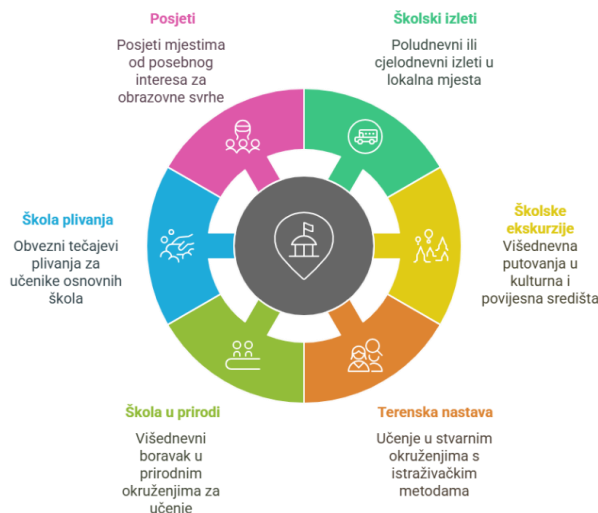 Posjeti
Posjeti mjestima
od posebnog
interesa za
obrazovne svrhe
Školski izleti
Poludnevni ili
cjelodnevni izleti u
lokalna mjesta
Škola plivanja
Obvezni tečajevi
plivanja za
učenike osnovnih
škola
Školske
ekskurzije
Višednevna
putovanja u
kulturna i
povijesna središta
Škola u prirodi
Višednevni
boravak u
prirodnim
okruženjima za
učenje
Terenska nastava
Učenje u stvarnim
okruženjima s
istraživačkim
metodama